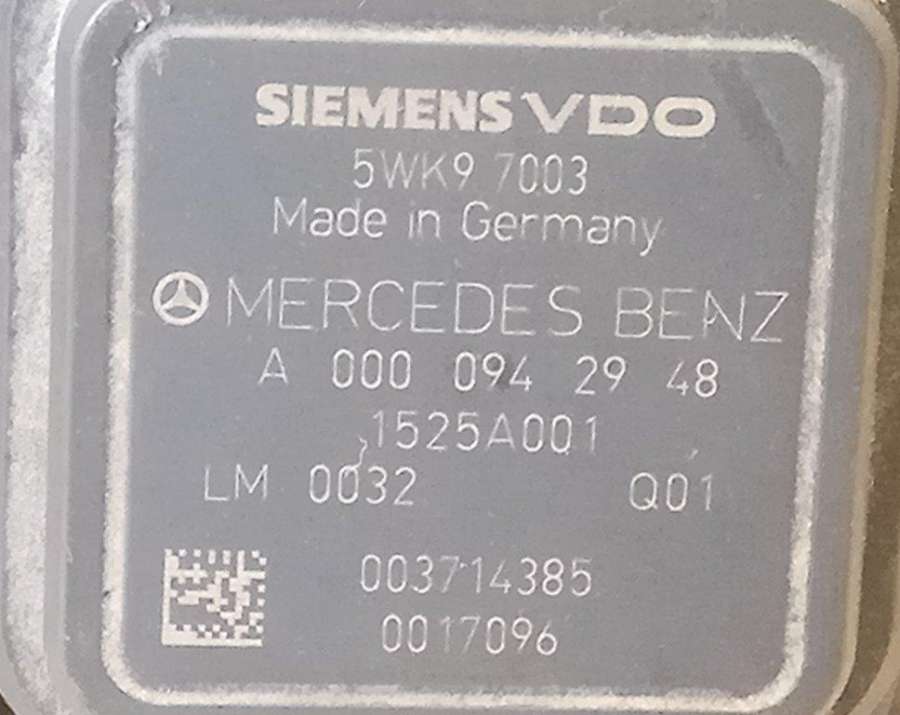 SIEMENS VDO
5WK9 7003
Made in Germany
MERCEDES BENZ
A 000 094 29 48
1525A001
LM 0032 Q01
003714385
0017096